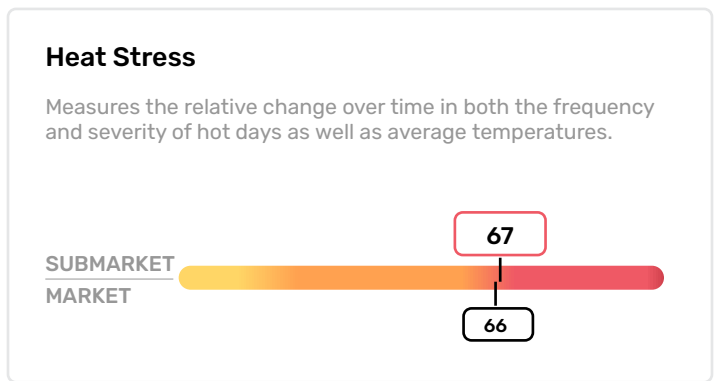 Heat Stress
Measures the relative change over time in both the frequency
and severity of hot days as well as average temperatures.
67
SUBMARKET
MARKET
66